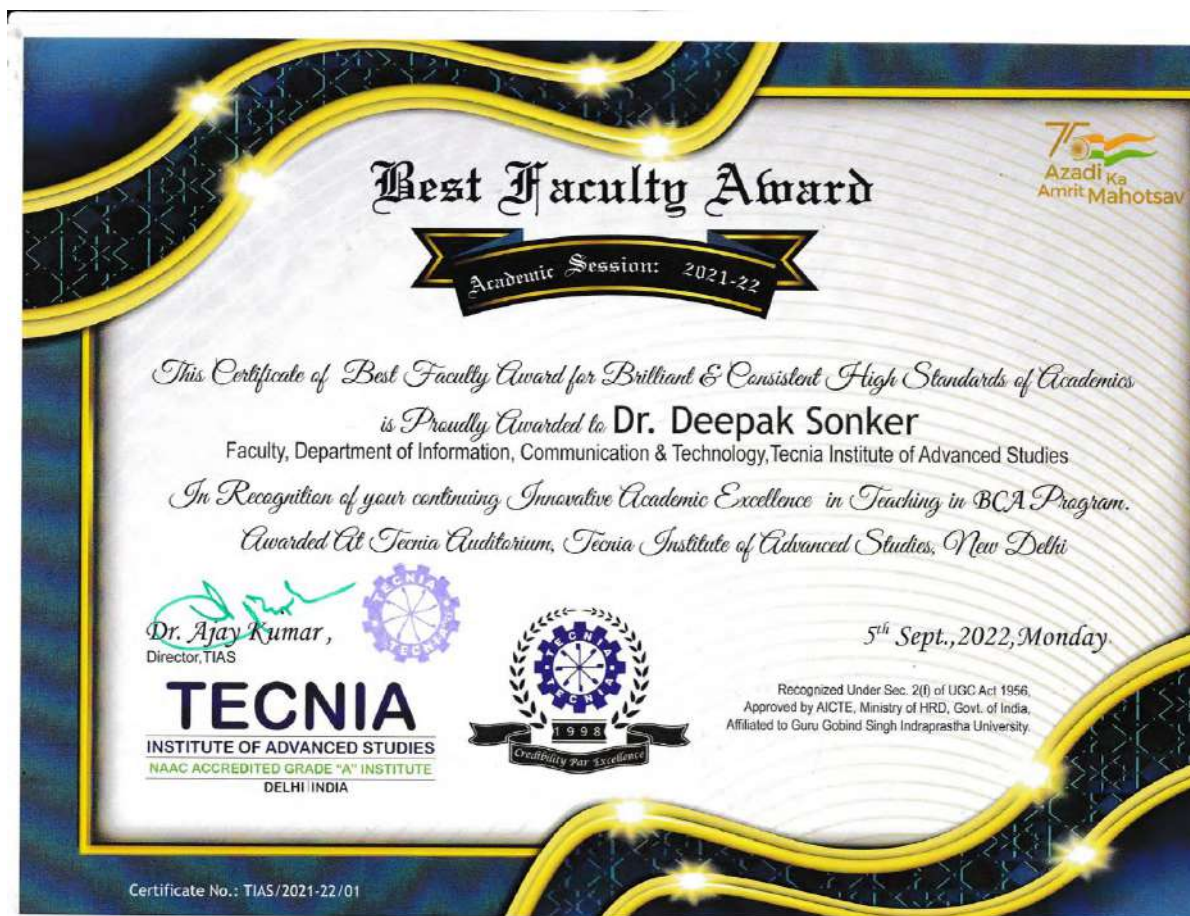 Best Faculty Award
75
Azadi Ka
Amrit Mahotsav
Academic Session: 2021-22
This Certificate of Best Faculty Award for Brilliant & Consistent High Standards of Academics
is Proudly Awarded to Dr. Deepak Sonker
Faculty, Department of Information, Communication & Technology,Tecnia Institute of Advanced Studies
In Recognition of your continuing Innovative Academic Excellence in Teaching in BCA Program.
Awarded At Tecnia Auditorium, Tecnia Institute of Advanced Studies, New Delhi
TECNIA
TECNIA
Dr. Ajay Kumar,
Director,TIAS
TECNIA
INSTITUTE OF ADVANCED STUDIES
NAAC ACCREDITED GRADE "A" INSTITUTE
DELHI INDIA
TECNIA
TECNIA
1998
Credibility Par Excellence
5th Sept.,2022,Monday.
Recognized Under Sec. 2(f) of UGC Act 1956,
Approved by AICTE, Ministry of HRD, Govt. of India,
Affiliated to Guru Gobind Singh Indraprastha University.
Certificate No.: TIAS/2021-22/01